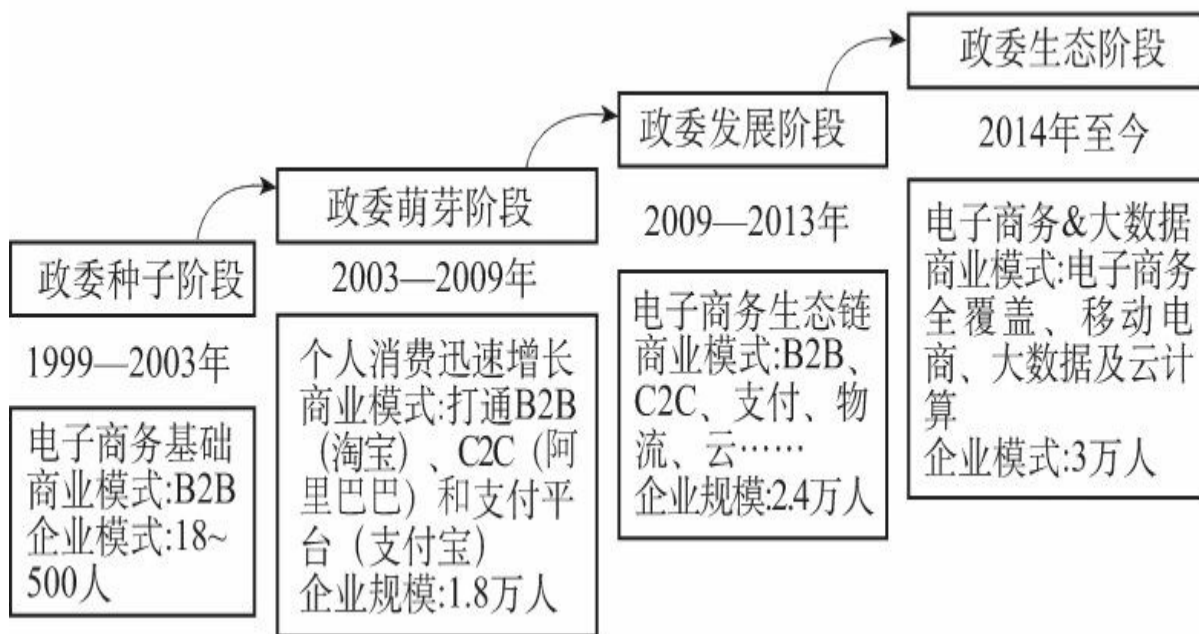 政委种子阶段
1999—2003年
电子商务基础
商业模式:B2B
企业模式:18~
500人
政委萌芽阶段
2003—2009年
个人消费迅速增长
商业模式:打通B2B
（淘宝）、C2C（阿
里巴巴）和支付平
台（支付宝）
企业规模:1.8万人
政委发展阶段
2009—2013年
电子商务生态链
商业模式:B2B、
C2C、支付、物
流、云……
企业规模:2.4万人
政委生态阶段
2014年至今
电子商务&大数据
商业模式:电子商务
全覆盖、移动电
商、大数据及云计
算
企业模式:3万人